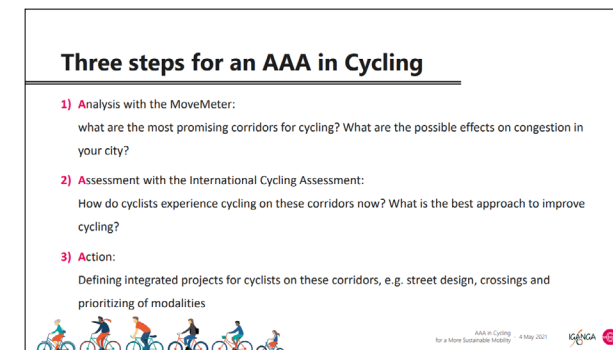 Three steps for an AAA in Cycling
1) Analysis with the MoveMeter:
what are the most promising corridors for cycling? What are the possible effects on congestion in
your city?
2) Assessment with the International Cycling Assessment:
How do cyclists experience cycling on these corridors now? What is the best approach to improve
cycling?
3) Action:
Defining integrated projects for cyclists on these corridors, e.g. street design, crossings and
prioritizing of modalities
AAA in Cycling
for a More Sustainable Mobility
4 May 2021
IGANGA